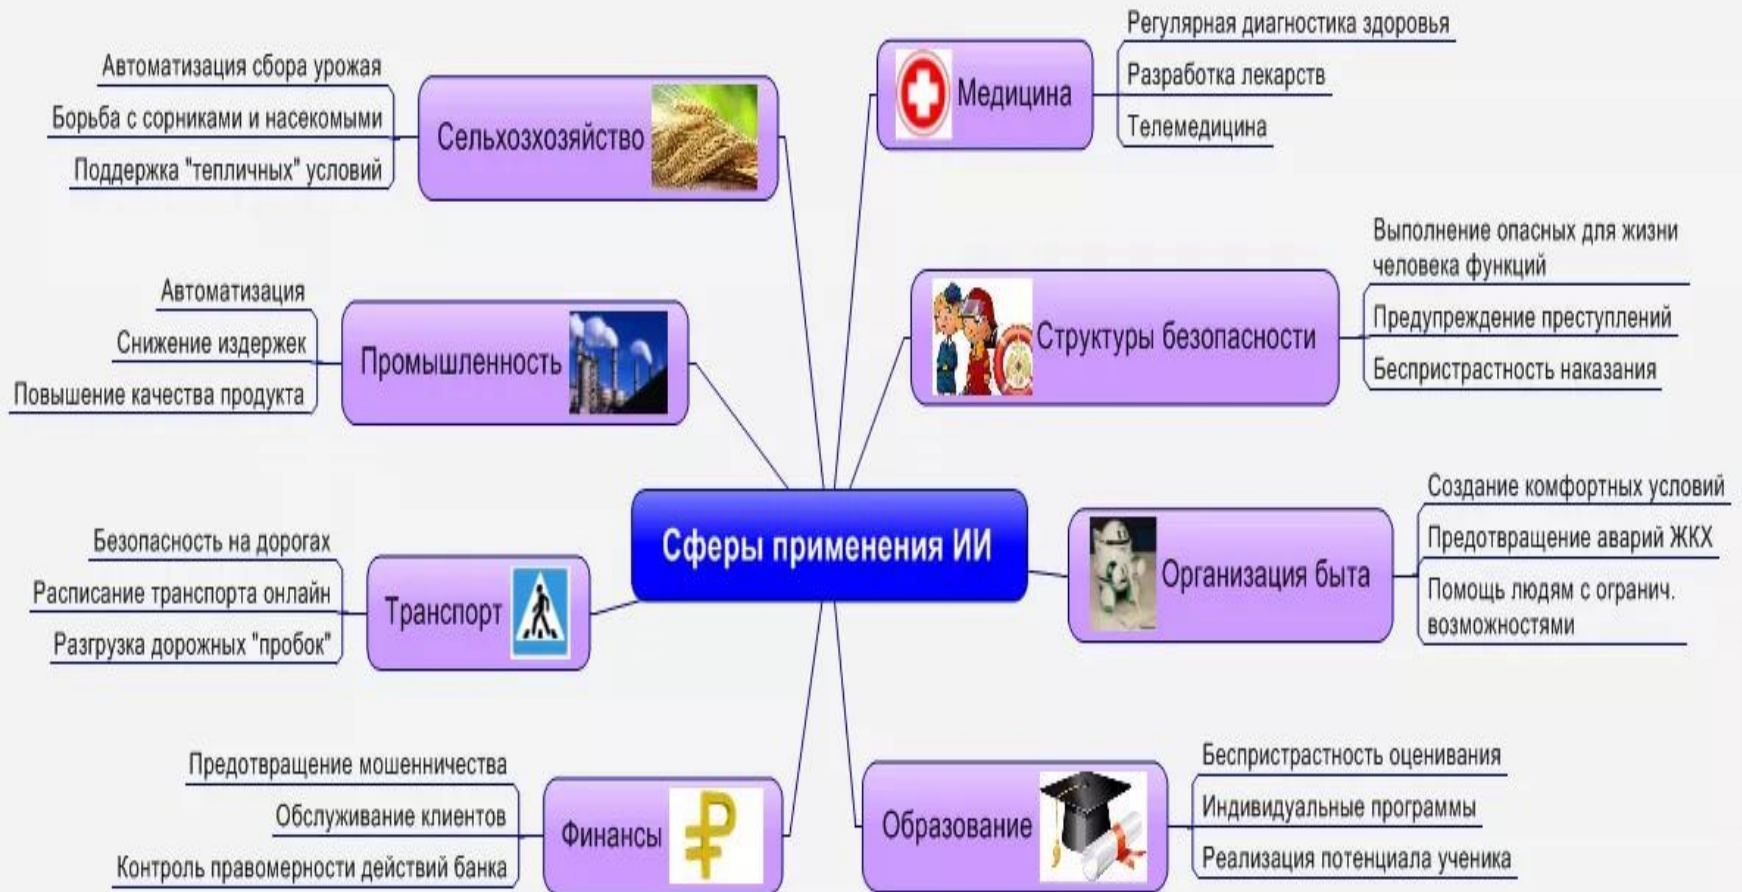 Сферы применения ИИ
Сельхозхозяйство
Автоматизация сбора урожая
Борьба с сорниками и насекомыми
Поддержка "тепличных" условий
Промышленность
Автоматизация
Снижение издержек
Повышение качества продукта
Транспорт
Безопасность на дорогах
Расписание транспорта онлайн
Разгрузка дорожных "пробок"
Финансы
Предотвращение мошенничества
Обслуживание клиентов
Контроль правомерности действий банка
Медицина
Регулярная диагностика здоровья
Разработка лекарств
Телемедицина
Структуры безопасности
Выполнение опасных для жизни
человека функций
Предупреждение преступлений
Беспристрастность наказания
Организация быта
Создание комфортных условий
Предотвращение аварий ЖКХ
Помощь людям с огранич.
возможностями
Образование
Беспристрастность оценивания
Индивидуальные программы
Реализация потенциала ученика